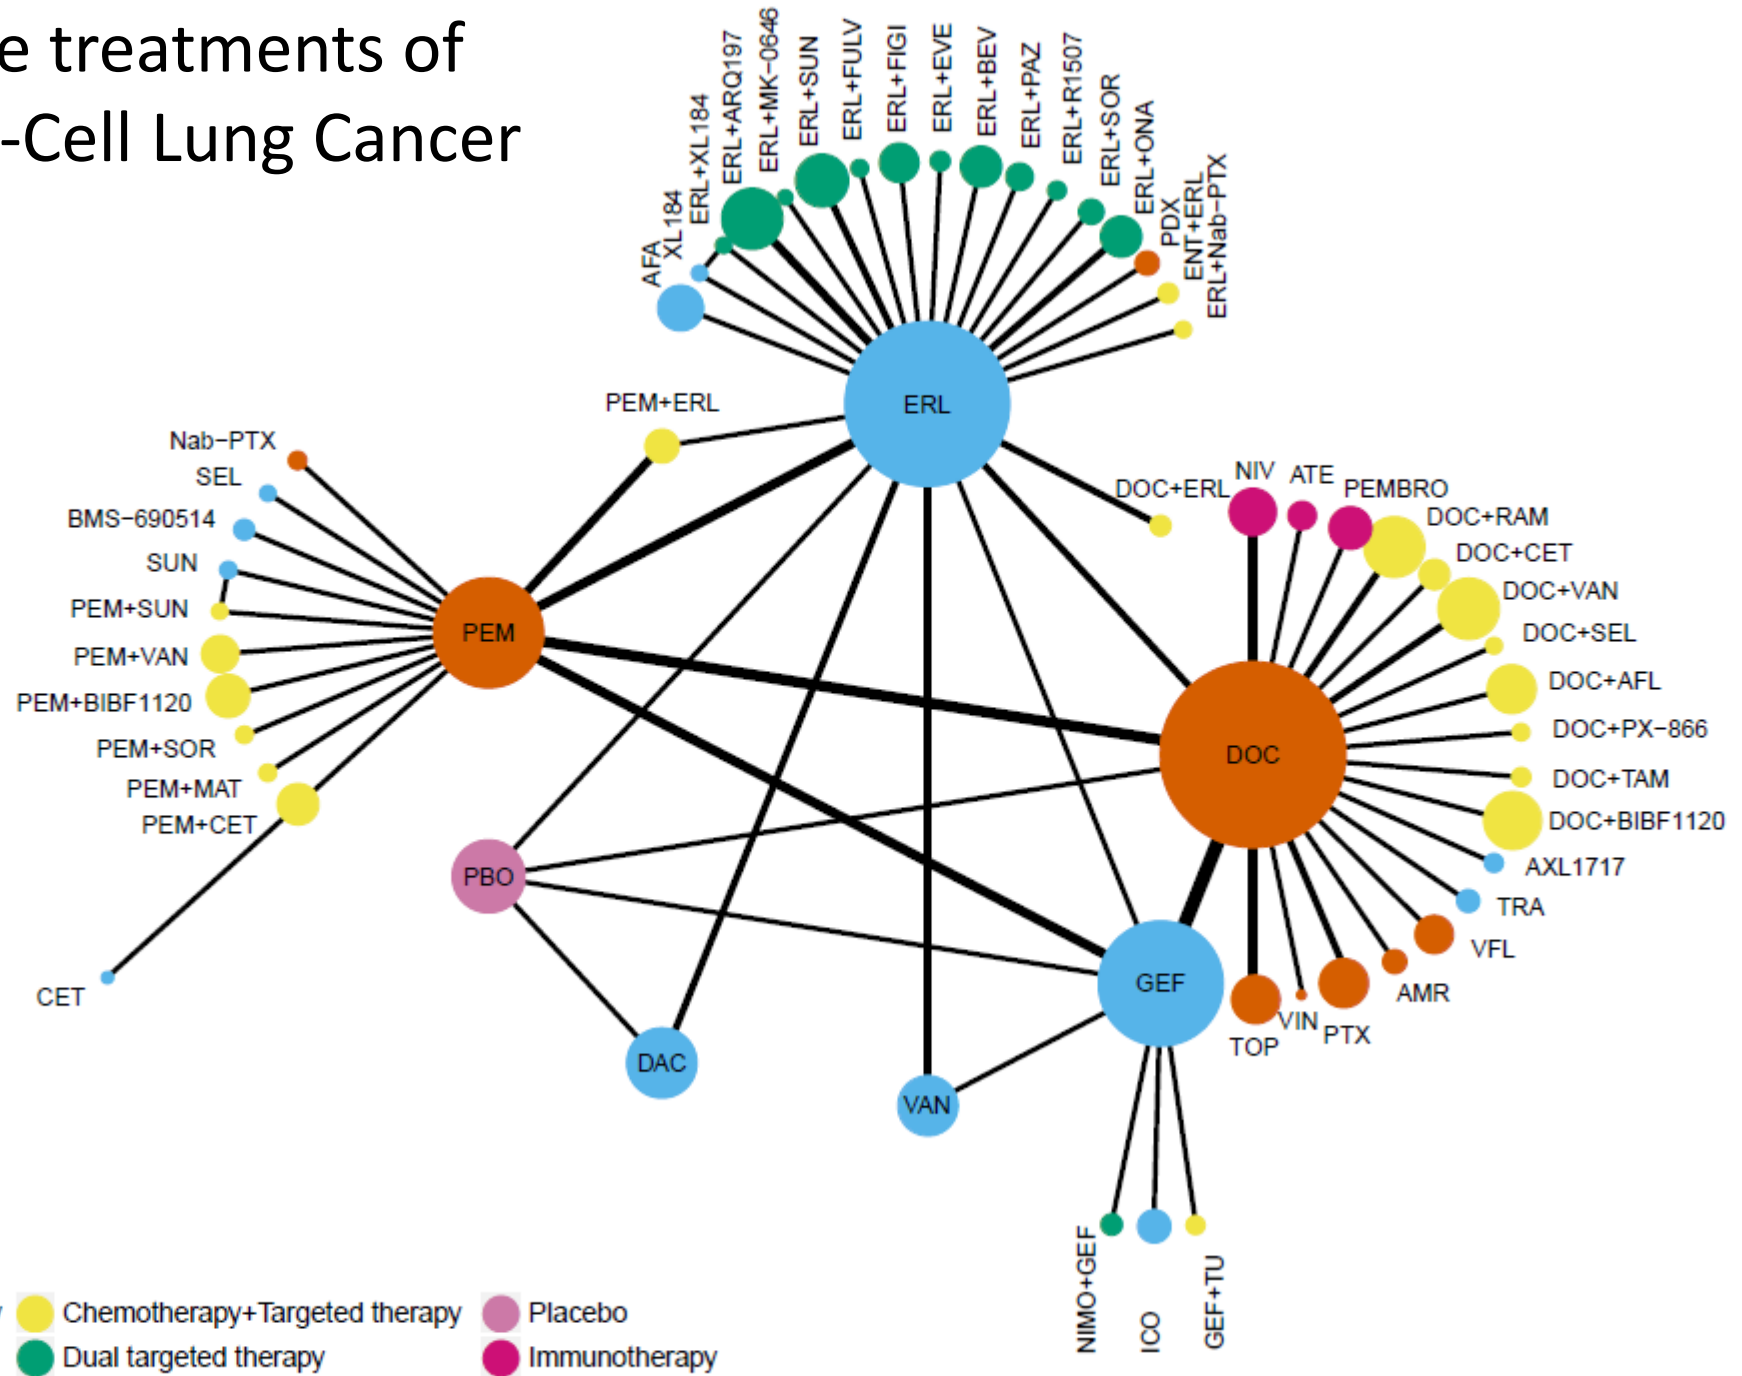 e treatments of
-Cell Lung Cancer
AFA
XL184
ERL+XL184
ERL+ARQ197
ERL+MK-0646
ERL+SUN
ERL+FULV
ERL+FIGI
ERL+EVE
ERL+BEV
ERL+PAZ
ERL+R1507
ERL+SOR
ERL+ONA
PDX
ENT+ERL
ERL+Nab-PTX
ERL
PEM+ERL
Nab-PTX
SEL
BMS-690514
SUN
PEM+SUN
PEM+VAN
PEM+BIBF1120
PEM+SOR
PEM+MAT
PEM+CET
CET
PEM
DOC+ERL
NIV
ATE
PEMBRO
DOC+RAM
DOC+CET
DOC+VAN
DOC+SEL
DOC+AFL
DOC+PX-866
DOC+TAM
DOC+BIBF1120
AXL1717
TRA
VFL
AMR
PTX
VIN
TOP
DOC
PBO
GEF
DAC
VAN
NIMO+GEF
ICO
GEF+TU
Chemotherapy+Targeted therapy
Placebo
Dual targeted therapy
Immunotherapy